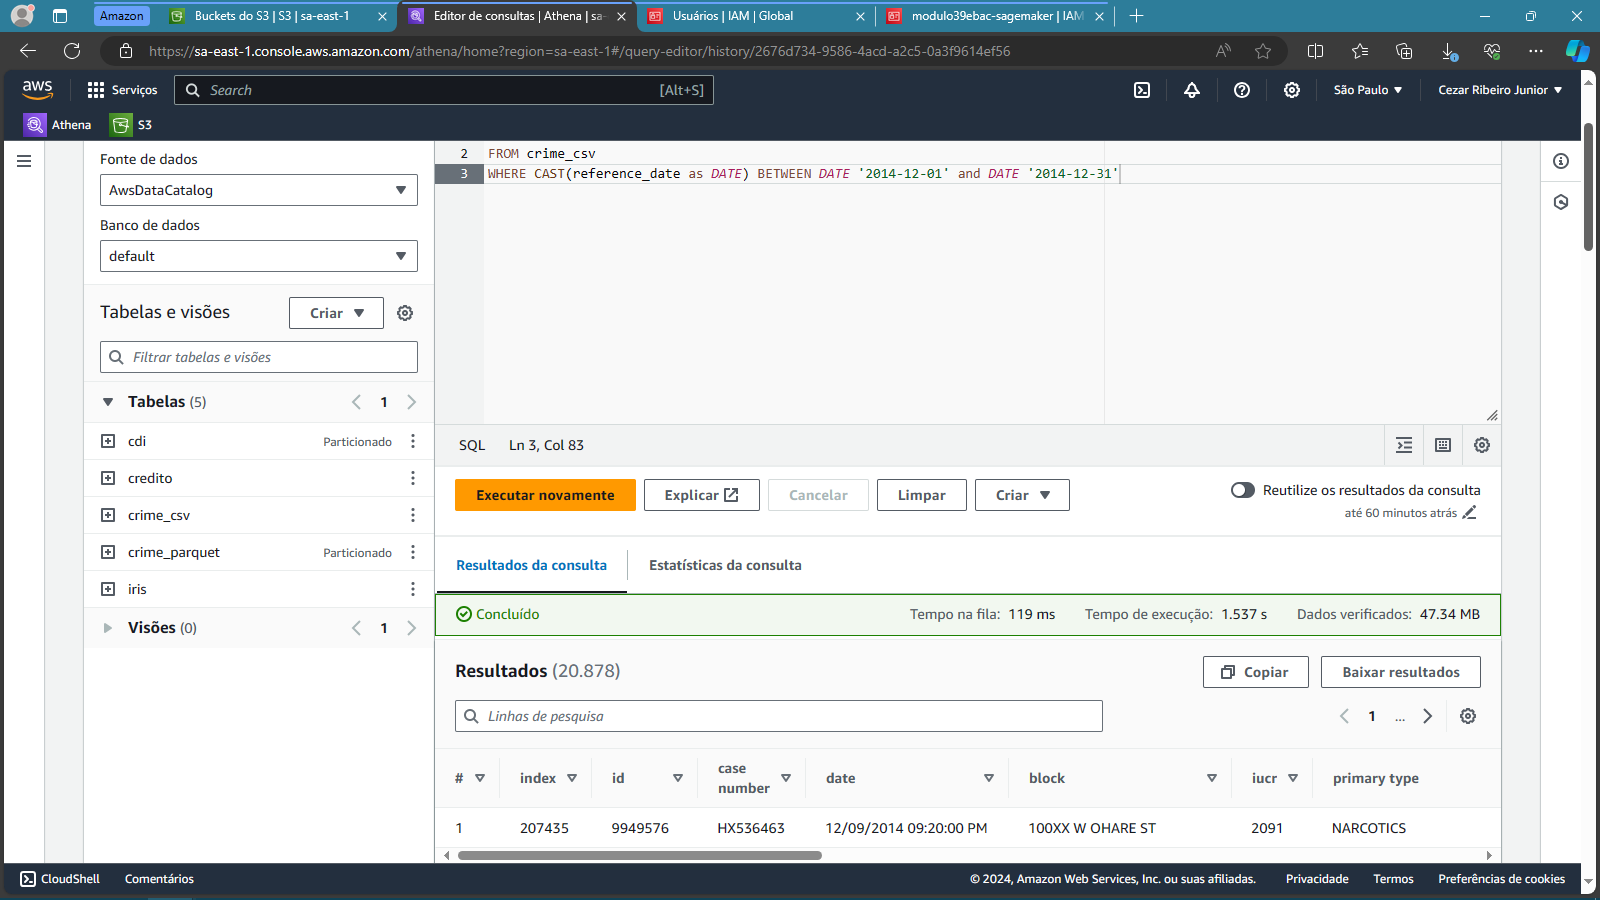 Amazon
Buckets do S3 | S3 | sa-east-1
Editor de consultas | Athena | sa-
Usuários | IAM | Global
modulo39ebac-sagemaker | IAM
https://sa-east-1.console.aws.amazon.com/athena/home?region=sa-east-1#/query-editor/history/2676d734-9586-4acd-a2c5-0a3f9614ef56
aws
Serviços
Search
[Alt+S]
São Paulo
Cezar Ribeiro Junior
Athena
S3
Fonte de dados
AwsDataCatalog
Banco de dados
default
Tabelas e visões
Criar
Filtrar tabelas e visões
Tabelas (5)
1
cdi
Particionado
credito
crime_csv
crime_parquet
Particionado
iris
Visões (0)
1
2 FROM crime_csv
3 WHERE CAST(reference_date as DATE) BETWEEN DATE '2014-12-01' and DATE '2014-12-31'
SQL
Ln 3, Col 83
Executar novamente
Explicar
Cancelar
Limpar
Criar
Reutilize os resultados da consulta
até 60 minutos atrás
Resultados da consulta
Estatísticas da consulta
Concluído
Tempo na fila: 119 ms
Tempo de execução: 1.537 s
Dados verificados: 47.34 MB
Resultados (20.878)
Copiar
Baixar resultados
Linhas de pesquisa
1 ...
# index id case number date block iucr primary type
1 207435 9949576 HX536463 12/09/2014 09:20:00 PM 100XX W OHARE ST 2091 NARCOTICS
CloudShell
Comentários
© 2024, Amazon Web Services, Inc. ou suas afiliadas.
Privacidade
Termos
Preferências de cookies